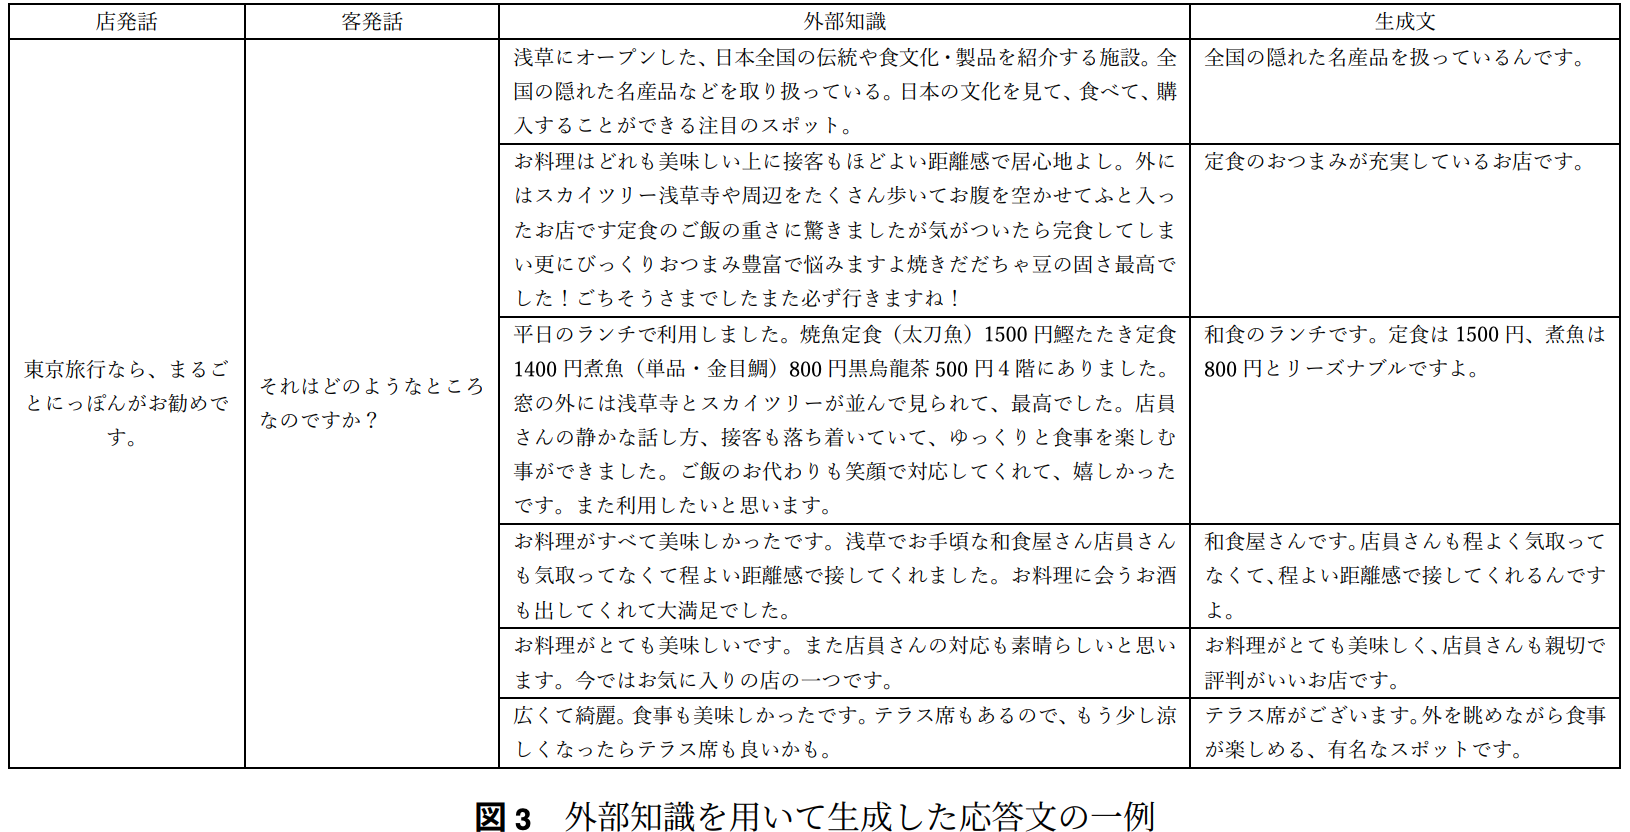 店発話
客発話
外部知識
生成文
東京旅行なら、まるご
とにっぽんがお勧めで
す。
それはどのようなところ
なのですか？
浅草にオープンした、日本全国の伝統や食文化・製品を紹介する施設。全
国の隠れた名産品などを取り扱っている。日本の文化を見て、食べて、購
入することができる注目のスポット。
全国の隠れた名産品を扱っているんです。
お料理はどれも美味しい上に接客もほどよい距離感で居心地よし。外に
はスカイツリー浅草寺や周辺をたくさん歩いてお腹を空かせてふと入っ
たお店です定食のご飯の重さに驚きましたが気がついたら完食してしま
い更にびっくりおつまみ豊富で悩みますよ焼きだだちゃ豆の固さ最高で
した！ごちそうさまでしたまた必ず行きますね！
定食のおつまみが充実しているお店です。
平日のランチで利用しました。焼魚定食（太刀魚）1500 円鰹たたき定食
1400 円煮魚（単品・金目鯛）800 円黒烏龍茶 500 円４階にありました。
窓の外には浅草寺とスカイツリーが並んで見られて、最高でした。店員
さんの静かな話し方、接客も落ち着いていて、ゆっくりと食事を楽しむ
事ができました。ご飯のお代わりも笑顔で対応してくれて、嬉しかった
です。また利用したいと思います。
和食のランチです。定食は 1500 円、煮魚は
800 円とリーズナブルですよ。
お料理がすべて美味しかったです。浅草でお手頃な和食屋さん店員さん
も気取ってなくて程よい距離感で接してくれました。お料理に会うお酒
も出してくれて大満足でした。
和食屋さんです。店員さんも程よく気取って
なくて、程よい距離感で接してくれるんです
よ。
お料理がとても美味しいです。また店員さんの対応も素晴らしいと思い
ます。今ではお気に入りの店の一つです。
お料理がとても美味しく、店員さんも親切で
評判がいいお店です。
広くて綺麗。食事も美味しかったです。テラス席もあるので、もう少し涼
しくなったらテラス席も良いかも。
テラス席がございます。外を眺めながら食事
が楽しめる、有名なスポットです。
図 3　外部知識を用いて生成した応答文の一例